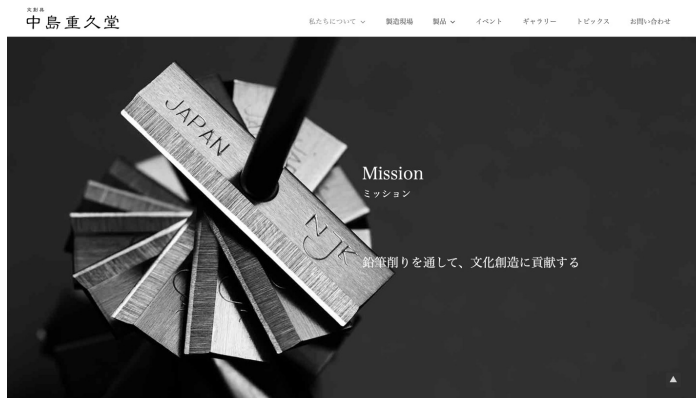 文房具
中島重久堂
私たちについて 製造現場 製品 イベント ギャラリー トピックス お問い合わせ
JAPAN
NJK
Mission
ミッション
鉛筆削りを通して、文化創造に貢献する